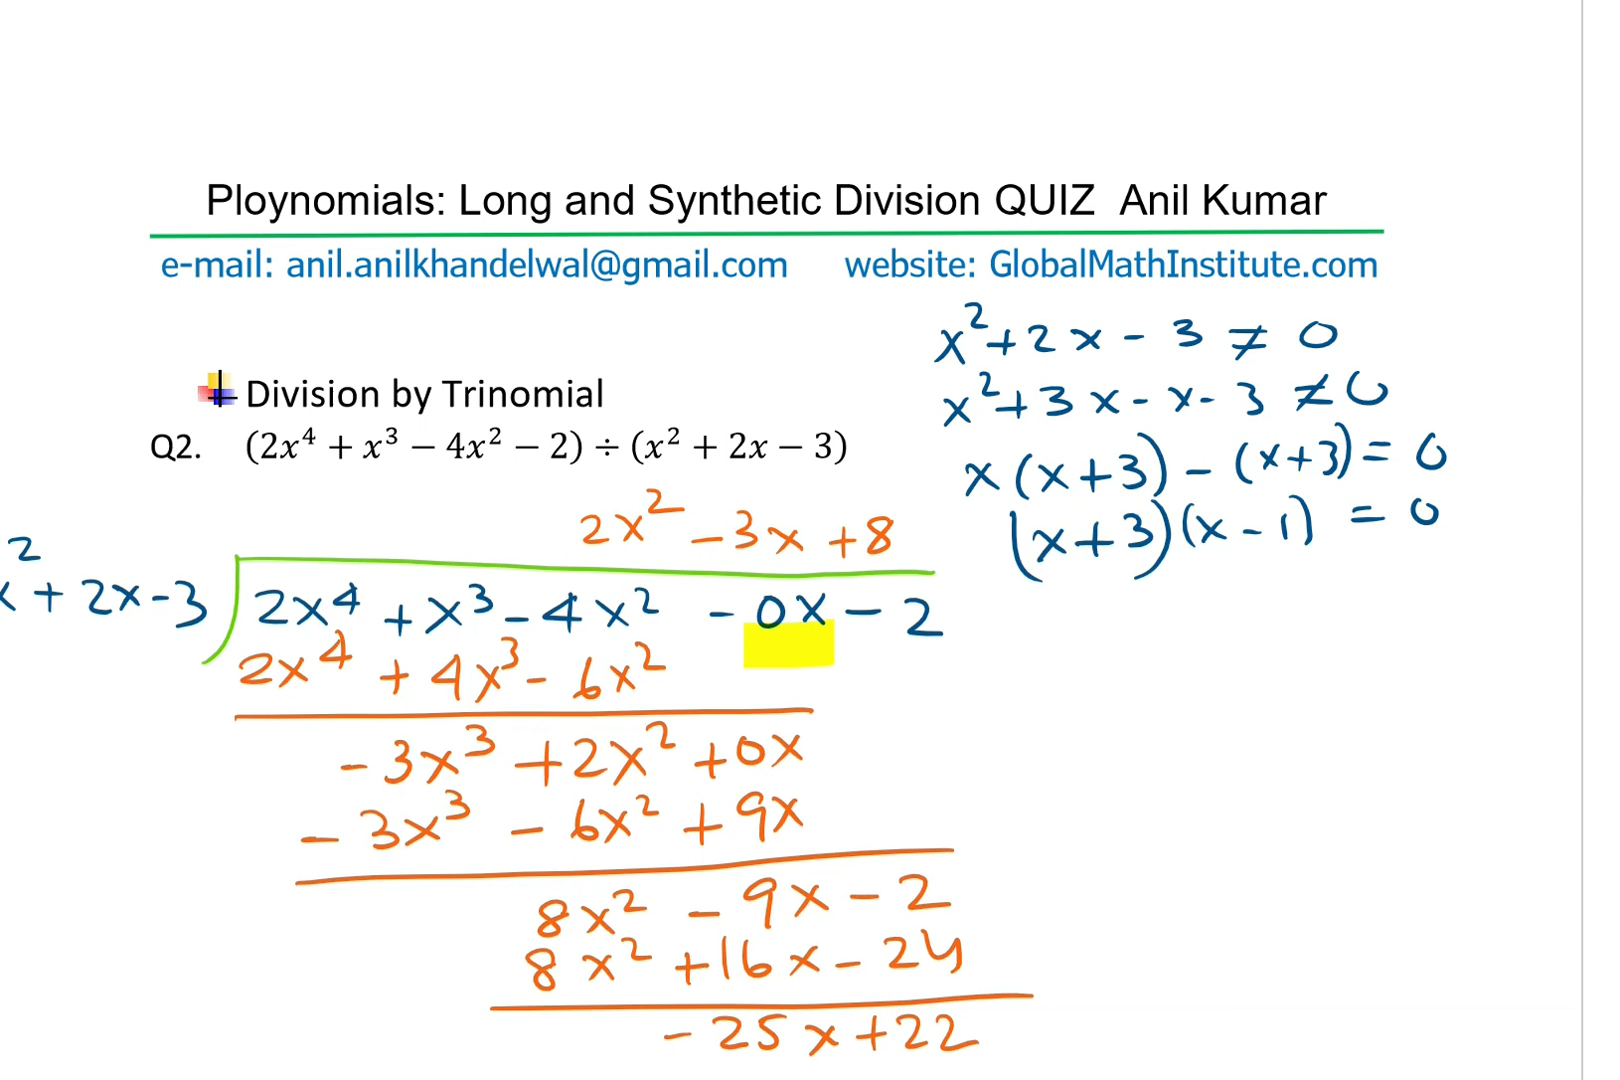 Ploynomials: Long and Synthetic Division QUIZ Anil Kumar
e-mail: anil.anilkhandelwal@gmail.com website: GlobalMathInstitute.com
x² + 2x - 3 ≠ 0
Division by Trinomial
x² + 3x - x - 3 ≠ 0
Q2. (2x⁴ + x³ − 4x² − 2) ÷ (x² + 2x − 3)
x(x+3) - (x+3) = 0
(x+3)(x-1) = 0
2x² - 3x + 8
x² + 2x - 3 ) 2x⁴ + x³ - 4x² - 0x - 2
2x⁴ + 4x³ - 6x²
- 3x³ + 2x² + 0x
- 3x³ - 6x² + 9x
8x² - 9x - 2
8x² + 16x - 24
- 25x + 22